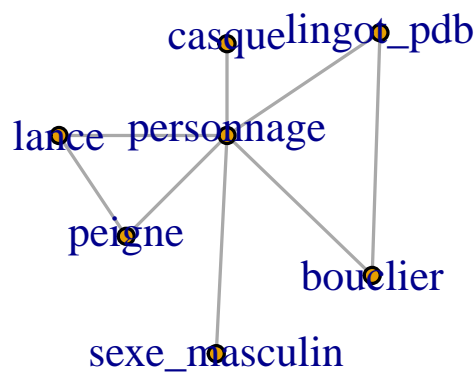 casque
lingot_pdb
lance
personnage
peigne
bouclier
sexe_masculin